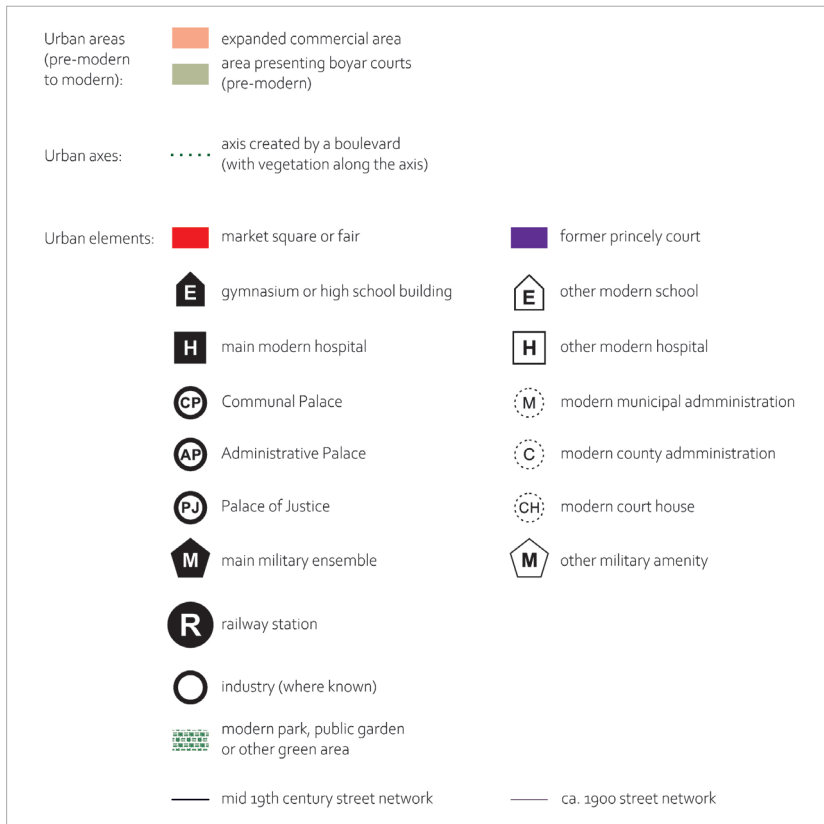 Urban areas
(pre-modern
to modern):
expanded commercial area
area presenting boyar courts
(pre-modern)
Urban axes:
axis created by a boulevard
(with vegetation along the axis)
Urban elements:
market square or fair
former princely court
E
gymnasium or high school building
E
other modern school
H
main modern hospital
H
other modern hospital
CP
Communal Palace
M
modern municipal admministration
AP
Administrative Palace
C
modern county admministration
PJ
Palace of Justice
CH
modern court house
M
main military ensemble
M
other military amenity
R
railway station
industry (where known)
modern park, public garden
or other green area
mid 19th century street network
ca. 1900 street network